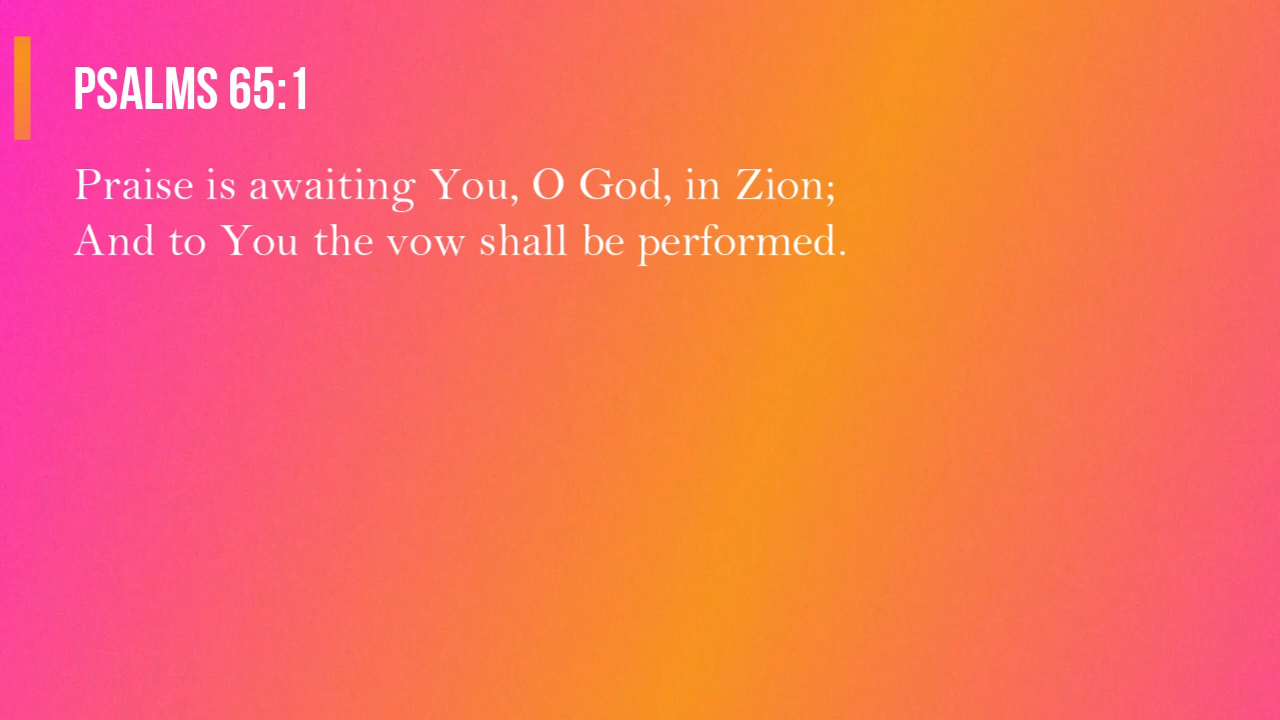 PSALMS 65:1
Praise is awaiting You, O God, in Zion;
And to You the vow shall be performed.